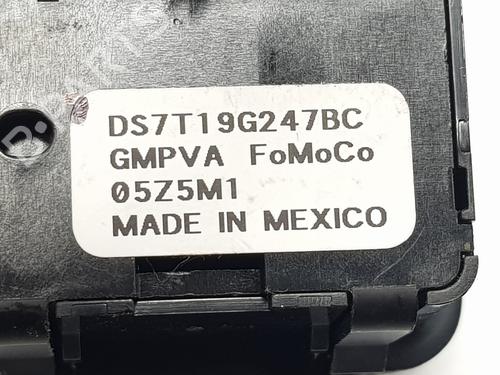 DS7T19G247BC
GMPVA FoMoCo
05Z5M1
MADE IN MEXICO